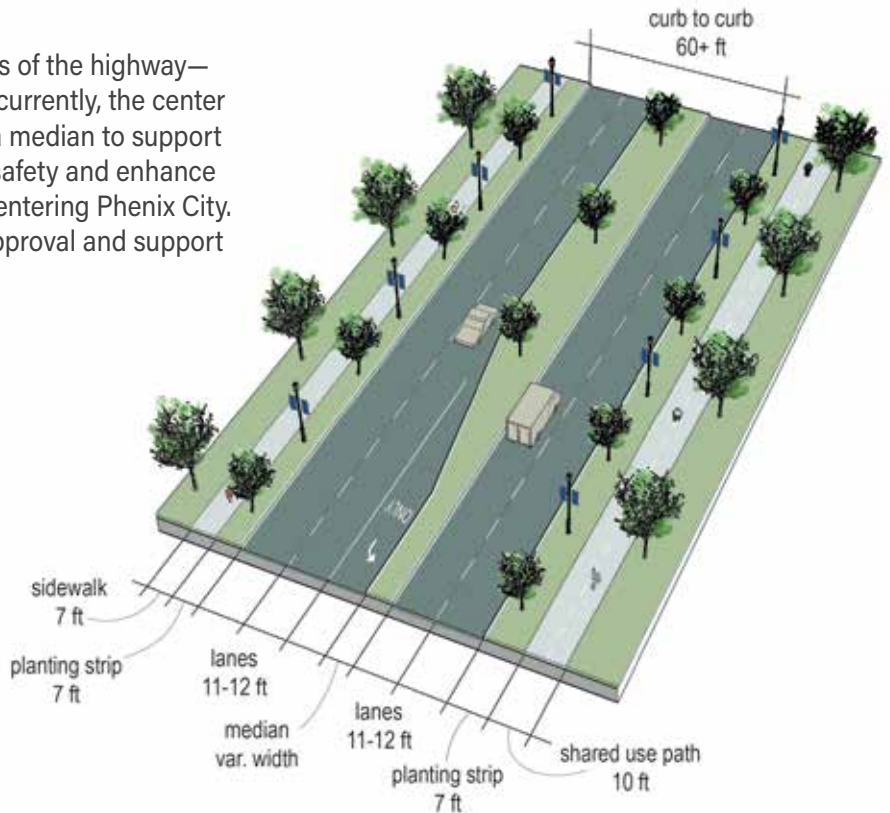 s of the highway—
currently, the center
median to support
safety and enhance
entering Phenix City.
pproval and support
curb to curb
60+ ft
ONLY
sidewalk
7 ft
planting strip
7 ft
lanes
11-12 ft
median
var. width
lanes
11-12 ft
planting strip
7 ft
shared use path
10 ft